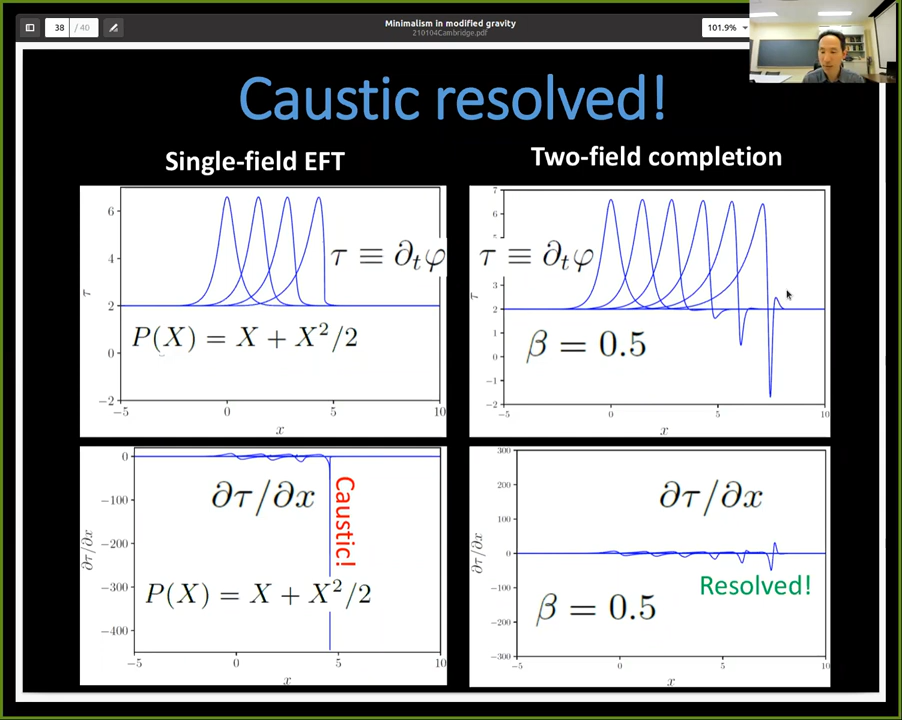 38 / 40
Minimalism in modified gravity
210104Cambridge.pdf
101.9%
Caustic resolved!
Single-field EFT
Two-field completion
6
4
2
0
−2
τ
τ ≡ ∂ₜφ
P(X) = X + X²/2
−5 0 5 10
x
7
6
5
3
2
1
0
−1
−2
τ
τ ≡ ∂ₜφ
β = 0.5
−5 0 5 10
x
0
−100
−200
−300
−400
∂τ/∂x
∂τ/∂x
Caustic!
P(X) = X + X²/2
−5 0 5 10
x
300
200
100
0
−100
−200
−300
∂τ/∂x
∂τ/∂x
Resolved!
β = 0.5
−5 0 5 10
x